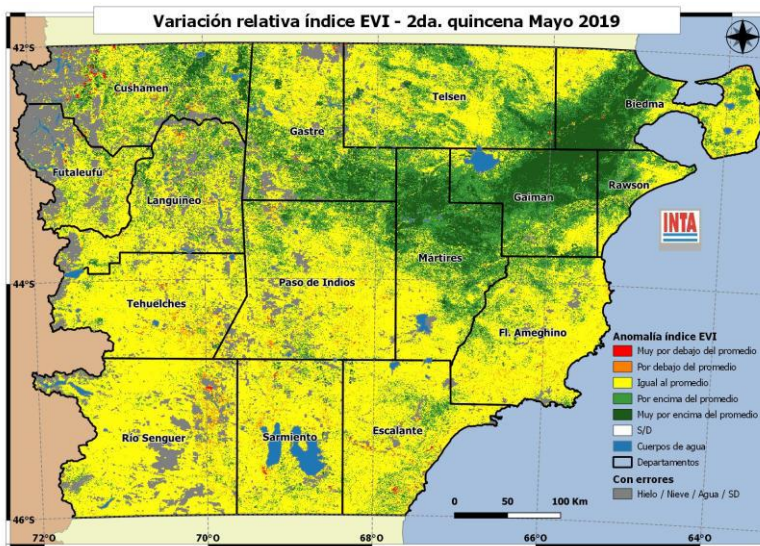 Variación relativa índice EVI - 2da. quincena Mayo 2019
42°S
Cushamen
Telsen
Biedma
Gastre
Futaleufú
Languiñeo
Gaiman
Rawson
INTA
Mártires
44°S
Paso de Indios
Tehuelches
Fl. Ameghino
Anomalía índice EVI
Muy por debajo del promedio
Por debajo del promedio
Igual al promedio
Por encima del promedio
Muy por encima del promedio
S/D
Cuerpos de agua
Departamentos
Con errores
Hielo / Nieve / Agua / SD
Río Senguer
Sarmiento
Escalante
0 50 100 Km
46°S
72°O
70°O
68°O
66°O
64°O